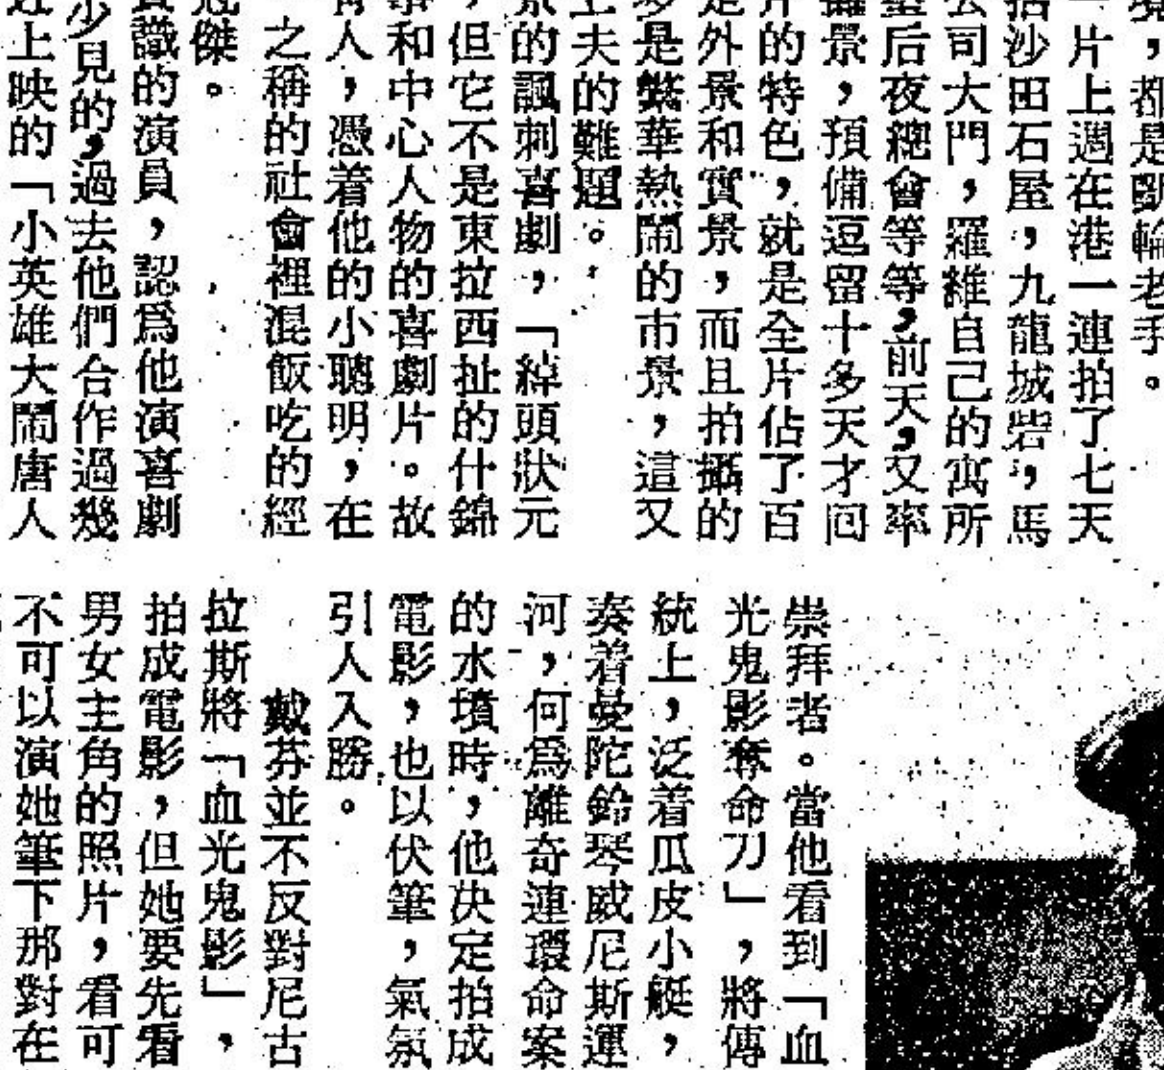 境，都是凱輪老手。
一片上週在港一連拍了七天
括沙田石屋，九龍城砦，馬
公司大門，羅維自己的寓所
皇后夜總會等等，前天，又率
攝景，預備逗留十多天才回
片的特色，就是全片佔了百
是外景和實景，而且拍攝的
多是繁華熱鬧的市景，這又
上夫的難題。
景的諷刺喜劇，「綽頭狀元
，但它不是東拉西扯的什錦
事和中心人物的喜劇片。故
有人，憑着他的小聰明，在
之稱的社會裡混飯吃的經
冠傑。
賞識的演員，認爲他演喜劇
少見的，過去他們合作過幾
近上映的「小英雄大鬧唐人
崇拜者。當他看到「血
光鬼影奪命刀」，將傳
統上，泛着瓜皮小艇，
奏着曼陀鈴琴威尼斯運
河，何爲離奇連環命案
的水墳時，他決定拍成
電影，也以伏筆，氣氛
引人入勝。
戴芬並不反對尼古
拉斯將「血光鬼影」，
拍成電影，但她要先看
男女主角的照片，看可
不可以演她筆下那對在